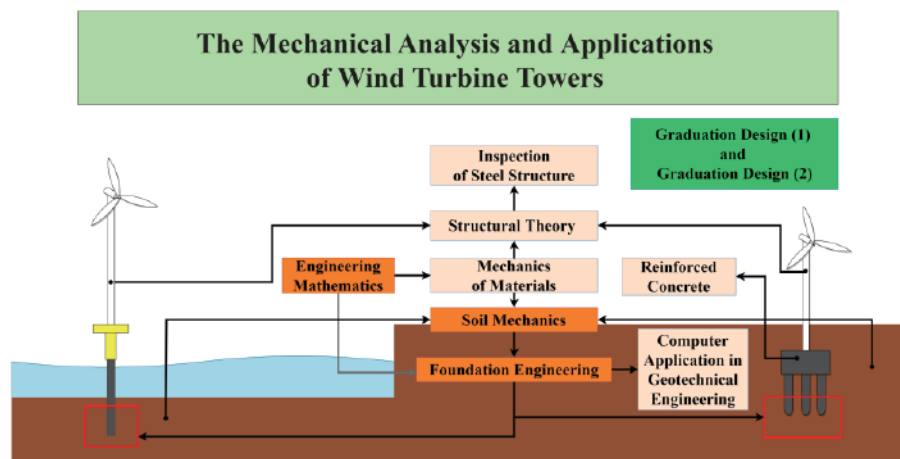 The Mechanical Analysis and Applications
of Wind Turbine Towers
Graduation Design (1)
and
Graduation Design (2)
Inspection
of Steel Structure
Structural Theory
Engineering
Mathematics
Mechanics
of Materials
Reinforced
Concrete
Soil Mechanics
Foundation Engineering
Computer
Application in
Geotechnical
Engineering